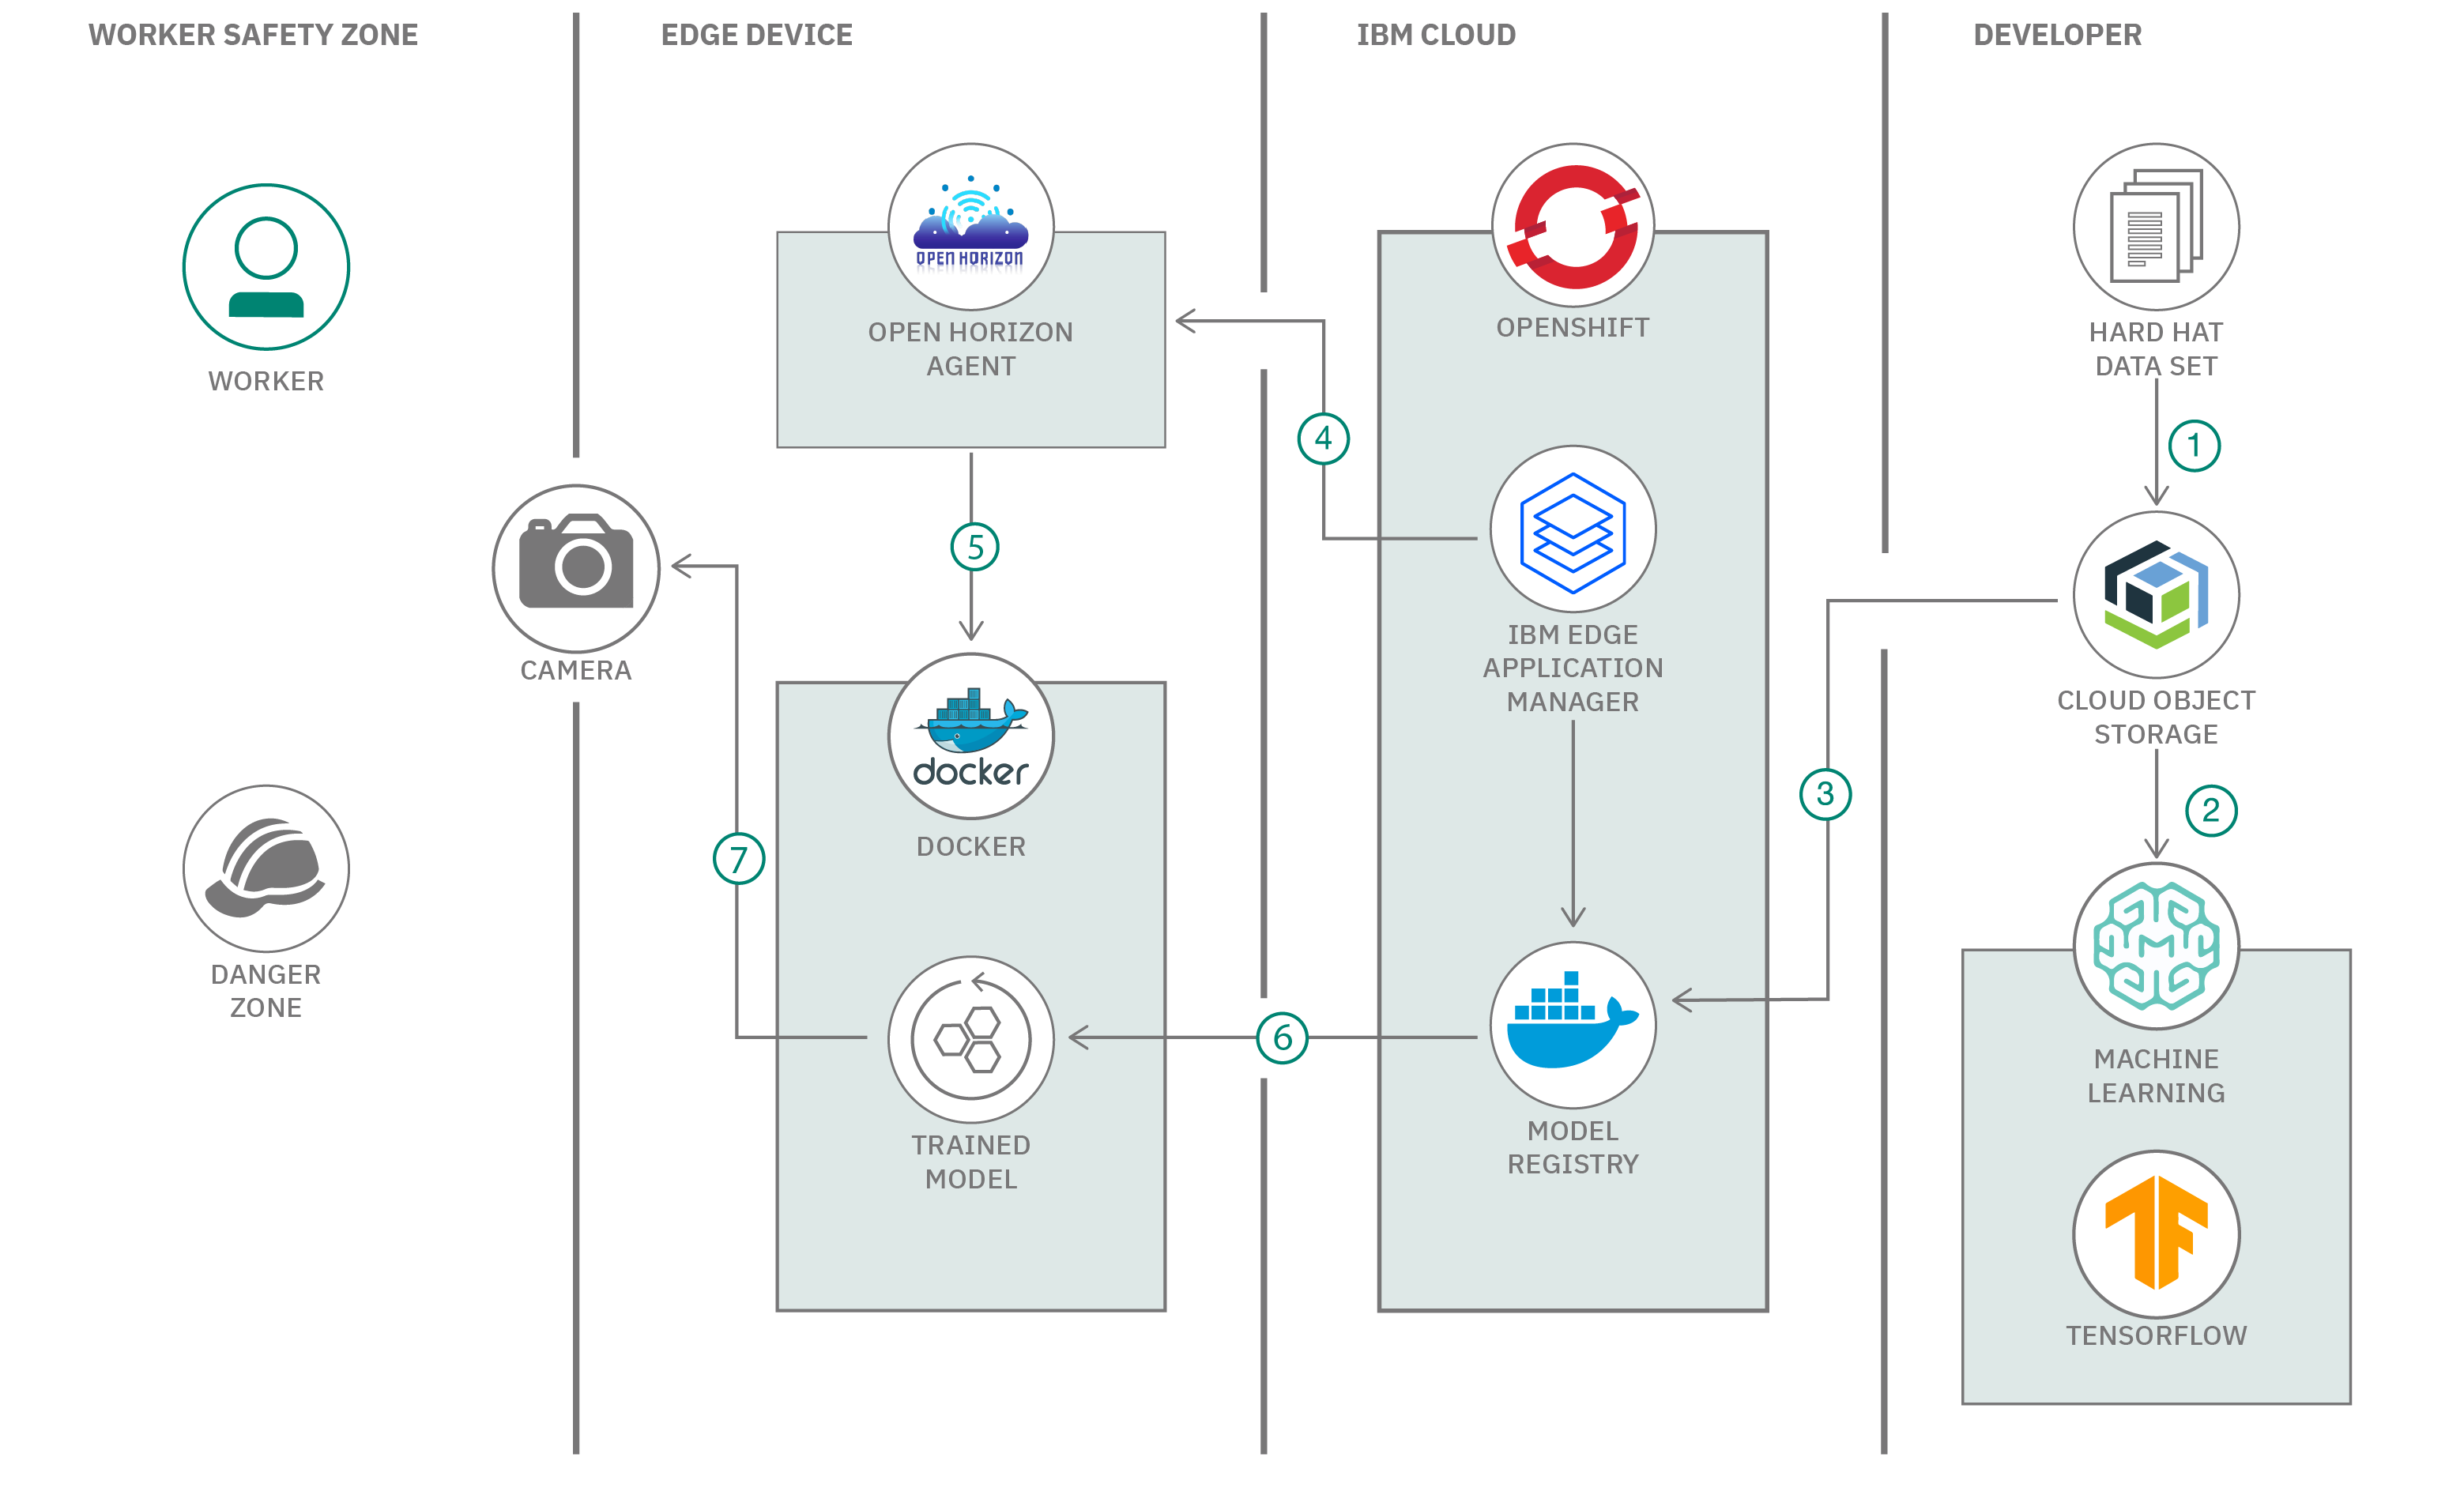 WORKER SAFETY ZONE
EDGE DEVICE
IBM CLOUD
DEVELOPER
WORKER
DANGER
ZONE
CAMERA
OPEN HORIZON
OPEN HORIZON
AGENT
5
docker
DOCKER
7
TRAINED
MODEL
OPENSHIFT
4
IBM EDGE
APPLICATION
MANAGER
6
MODEL
REGISTRY
3
HARD HAT
DATA SET
1
CLOUD OBJECT
STORAGE
2
MACHINE
LEARNING
TENSORFLOW